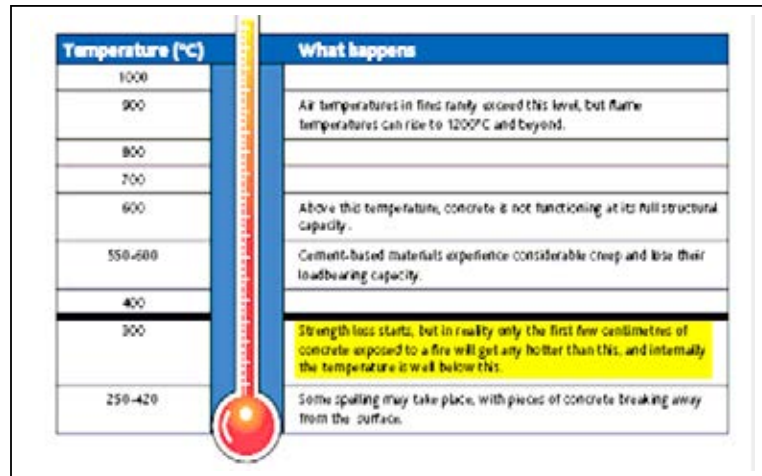 Temperature (°C) What happens
1000
900 Air temperatures in fires rarely exceed this level, but flame
temperatures can rise to 1200°C and beyond.
800
700
600 Above this temperature, concrete is not functioning at its full structural
capacity.
550-600 Cement-based materials experience considerable creep and lose their
loadbearing capacity.
400
300 Strength loss starts, but in reality only the first few centimetres of
concrete exposed to a fire will get any hotter than this, and internally
the temperature is well below this.
250-420 Some spalling may take place, with pieces of concrete breaking away
from the surface.